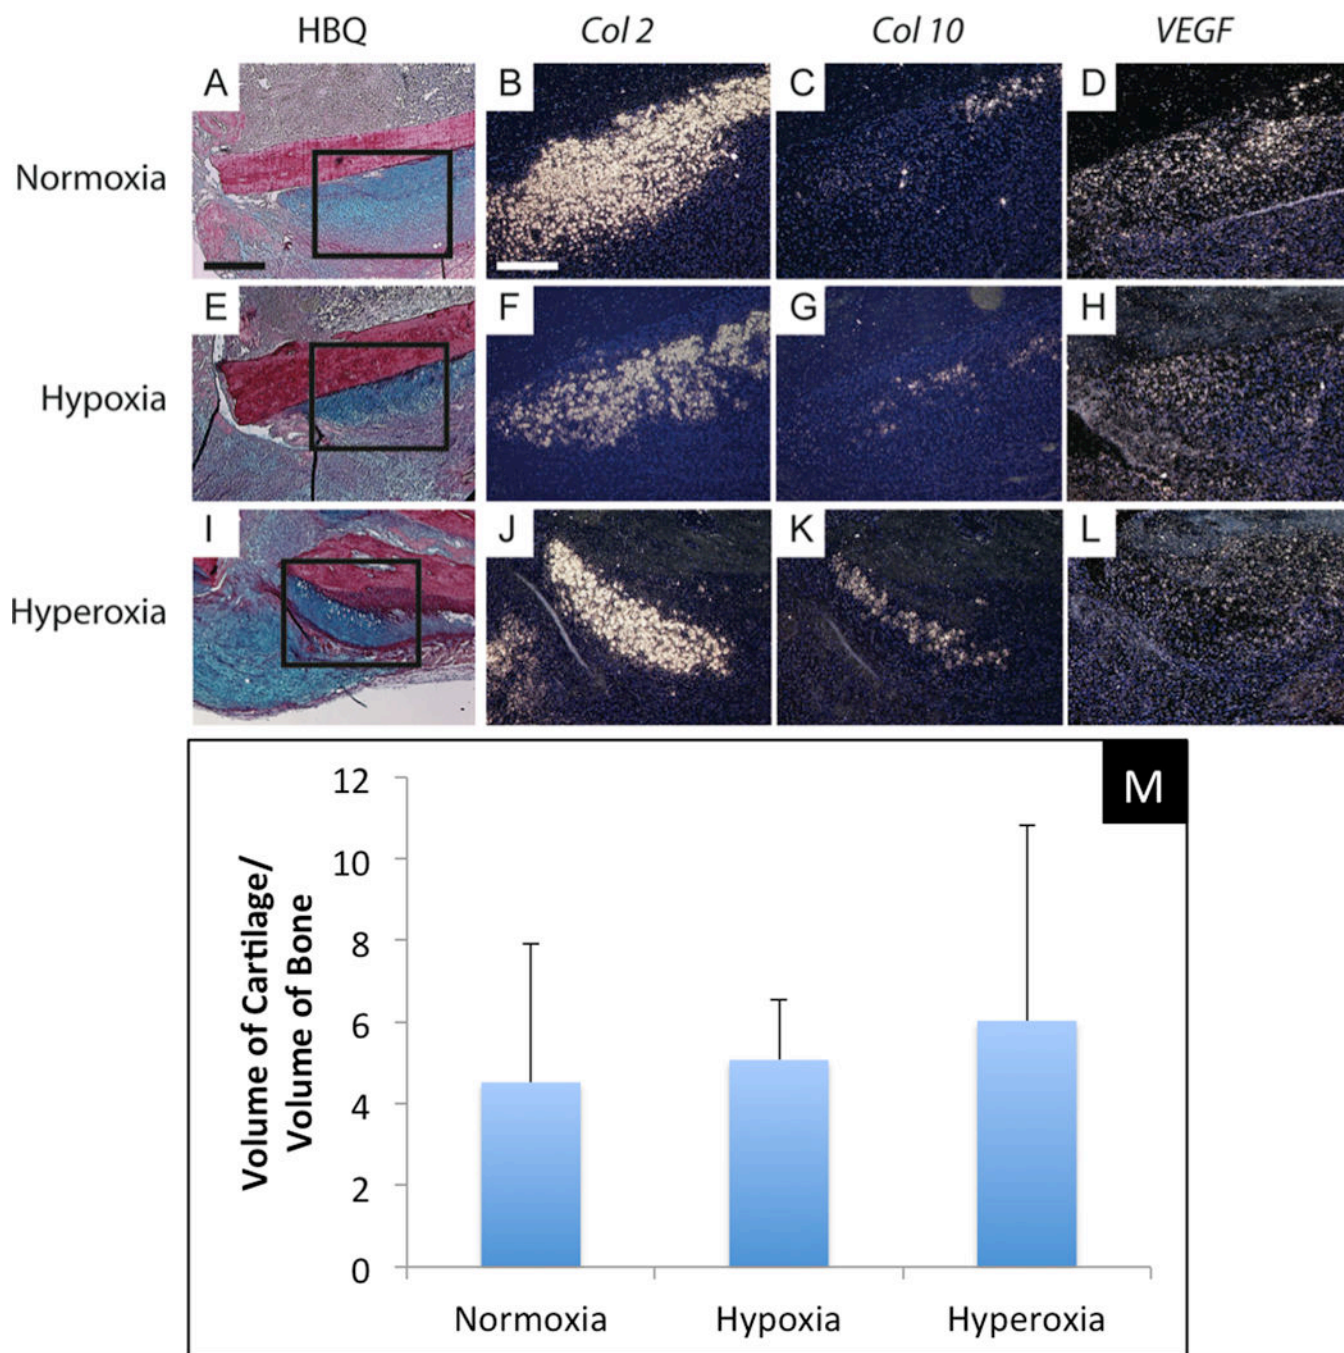 HBQ Col 2 Col 10 VEGF
A B C D
Normoxia
E F G H
Hypoxia
I J K L
Hyperoxia
M
12
10
8
6
4
2
0
Volume of Cartilage/
Volume of Bone
Normoxia Hypoxia Hyperoxia